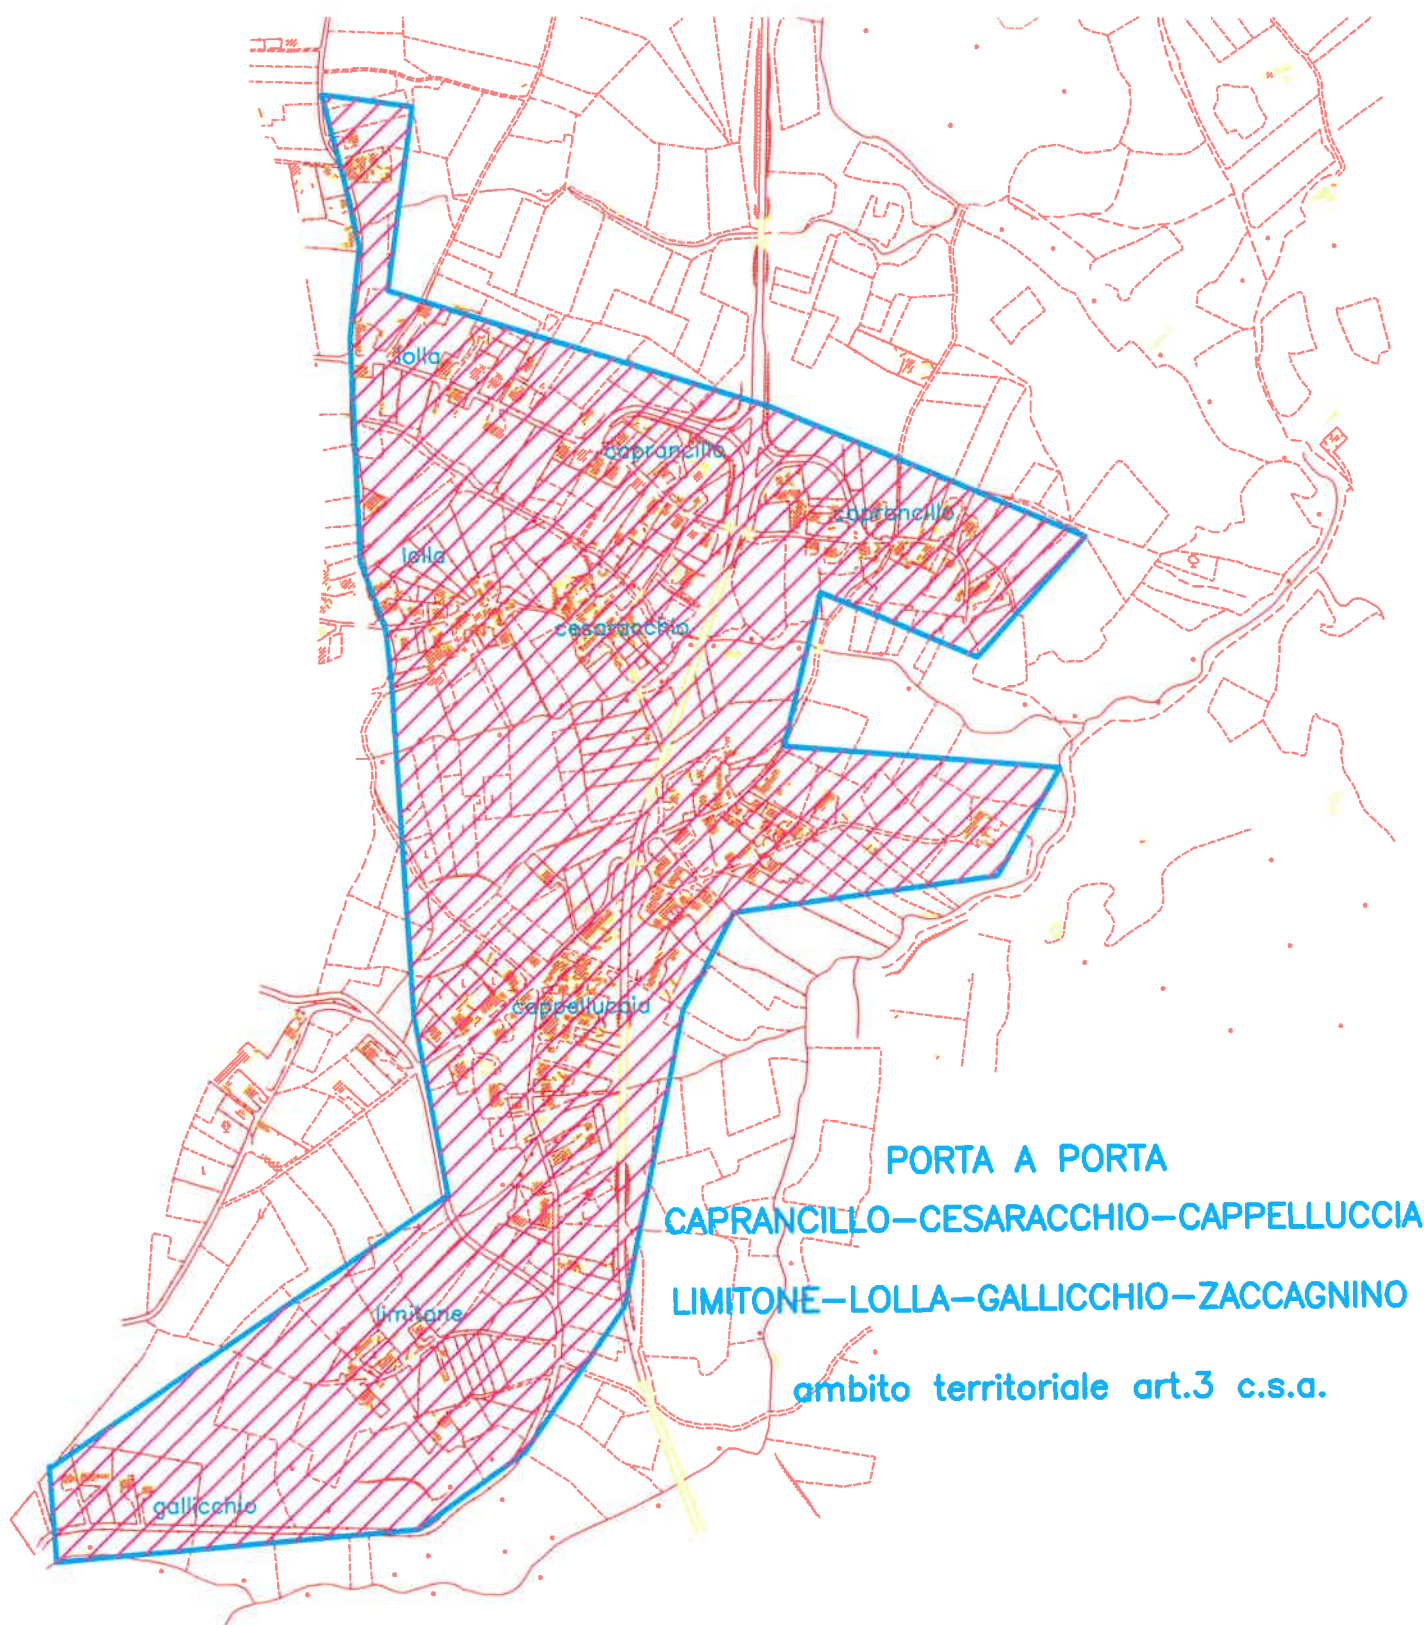 lolla
caprancillo
caprancillo
lolla
cesaracchio
cappelluccia
PORTA A PORTA
CAPRANCILLO-CESARACCHIO-CAPPELLUCCIA
LIMITONE-LOLLA-GALLICCHIO-ZACCAGNINO
limitone
ambito territoriale art.3 c.s.a.
gallicchio